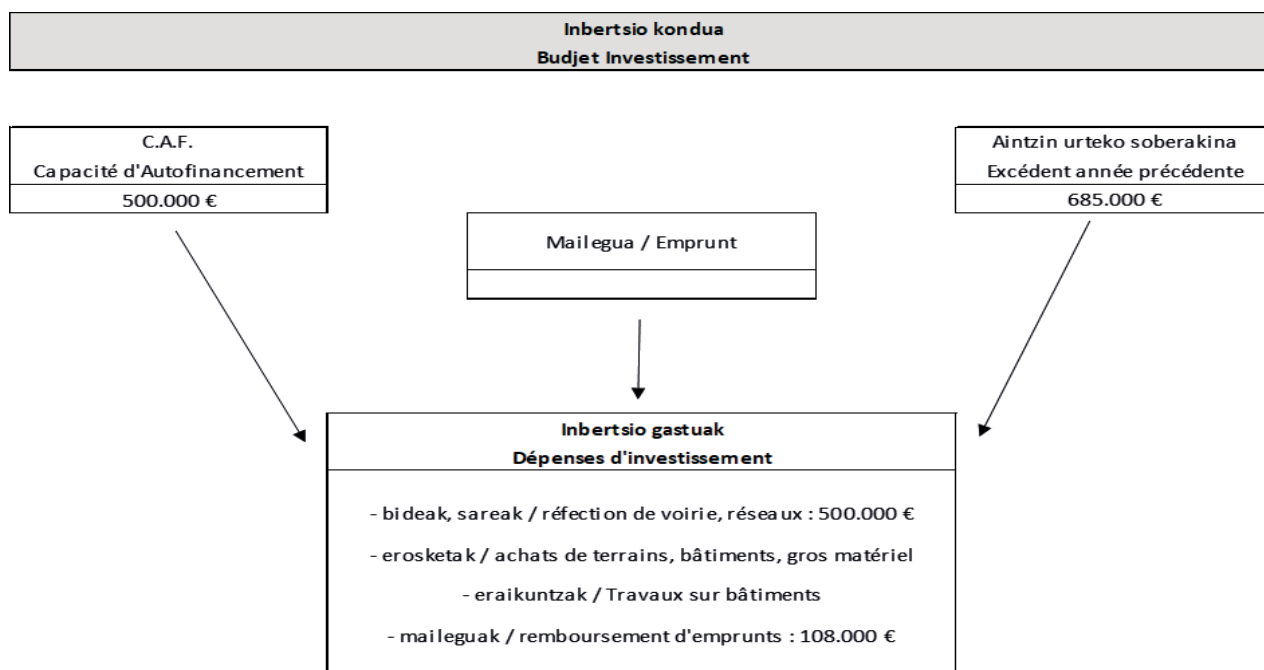 Inbertsio kondua
Budjet Investissement
C.A.F.
Capacité d'Autofinancement
500.000 €
Aintzin urteko soberakina
Excédent année précédente
685.000 €
Mailegua / Emprunt
Inbertsio gastuak
Dépenses d'investissement
- bideak, sareak / réfection de voirie, réseaux : 500.000 €
- erosketak / achats de terrains, bâtiments, gros matériel
- eraikuntzak / Travaux sur bâtiments
- maileguak / remboursement d'emprunts : 108.000 €